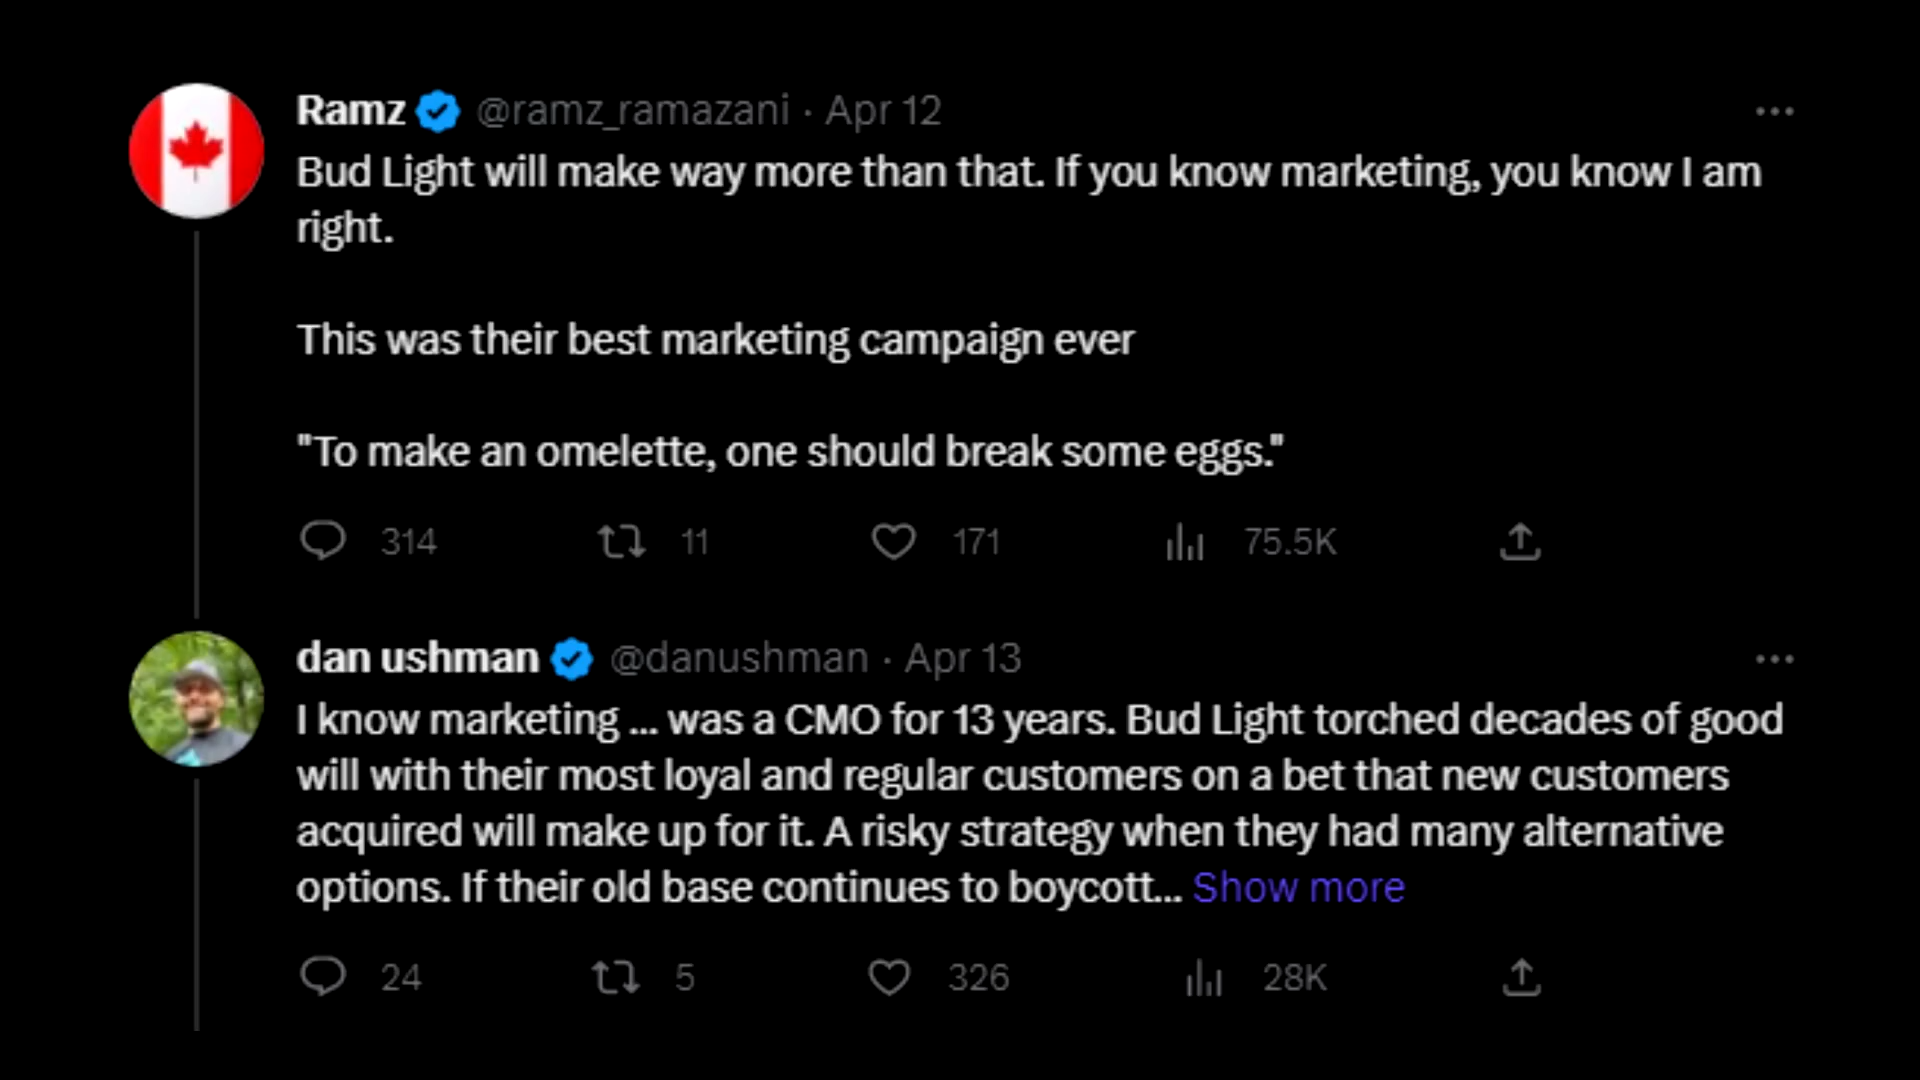 Ramz @ramz_ramazani · Apr 12
Bud Light will make way more than that. If you know marketing, you know I am
right.
This was their best marketing campaign ever
"To make an omelette, one should break some eggs."
314 11 171 75.5K
dan ushman @danushman · Apr 13
I know marketing ... was a CMO for 13 years. Bud Light torched decades of good
will with their most loyal and regular customers on a bet that new customers
acquired will make up for it. A risky strategy when they had many alternative
options. If their old base continues to boycott... Show more
24 5 326 28K